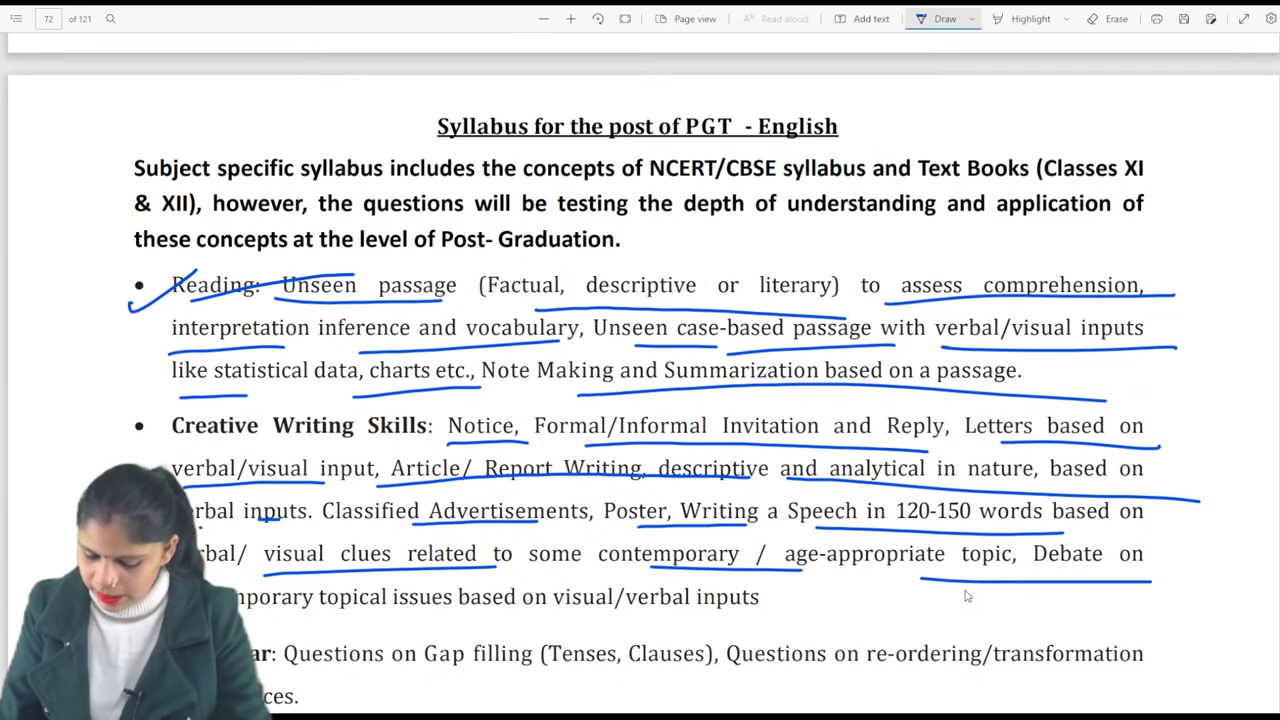 72 of 121
Page view
Read aloud
Add text
Draw
Highlight
Erase
Syllabus for the post of PGT - English
Subject specific syllabus includes the concepts of NCERT/CBSE syllabus and Text Books (Classes XI
& XII), however, the questions will be testing the depth of understanding and application of
these concepts at the level of Post- Graduation.
• Reading: Unseen passage (Factual, descriptive or literary) to assess comprehension,
interpretation inference and vocabulary, Unseen case-based passage with verbal/visual inputs
like statistical data, charts etc., Note Making and Summarization based on a passage.
• Creative Writing Skills: Notice, Formal/Informal Invitation and Reply, Letters based on
verbal/visual input, Article/ Report Writing, descriptive and analytical in nature, based on
verbal inputs. Classified Advertisements, Poster, Writing a Speech in 120-150 words based on
visual clues related to some contemporary / age-appropriate topic, Debate on
topical issues based on visual/verbal inputs
: Questions on Gap filling (Tenses, Clauses), Questions on re-ordering/transformation